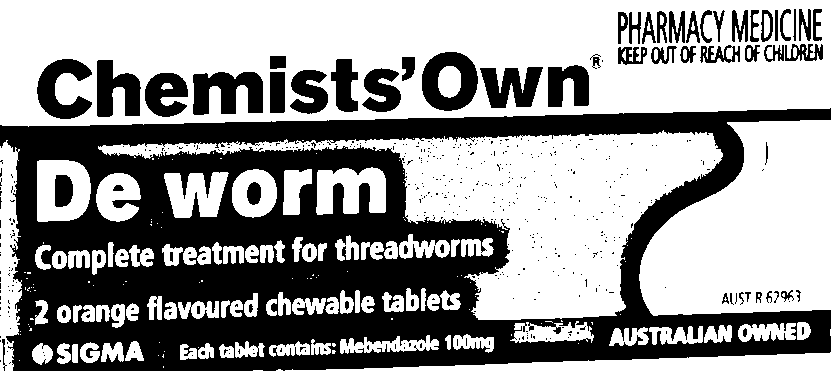 PHARMACY MEDICINE
KEEP OUT OF REACH OF CHILDREN
Chemists'Own®
De worm
Complete treatment for threadworms
2 orange flavoured chewable tablets
AUST R 62963
SIGMA
Each tablet contains: Mebendazole 100mg
AUSTRALIAN OWNED